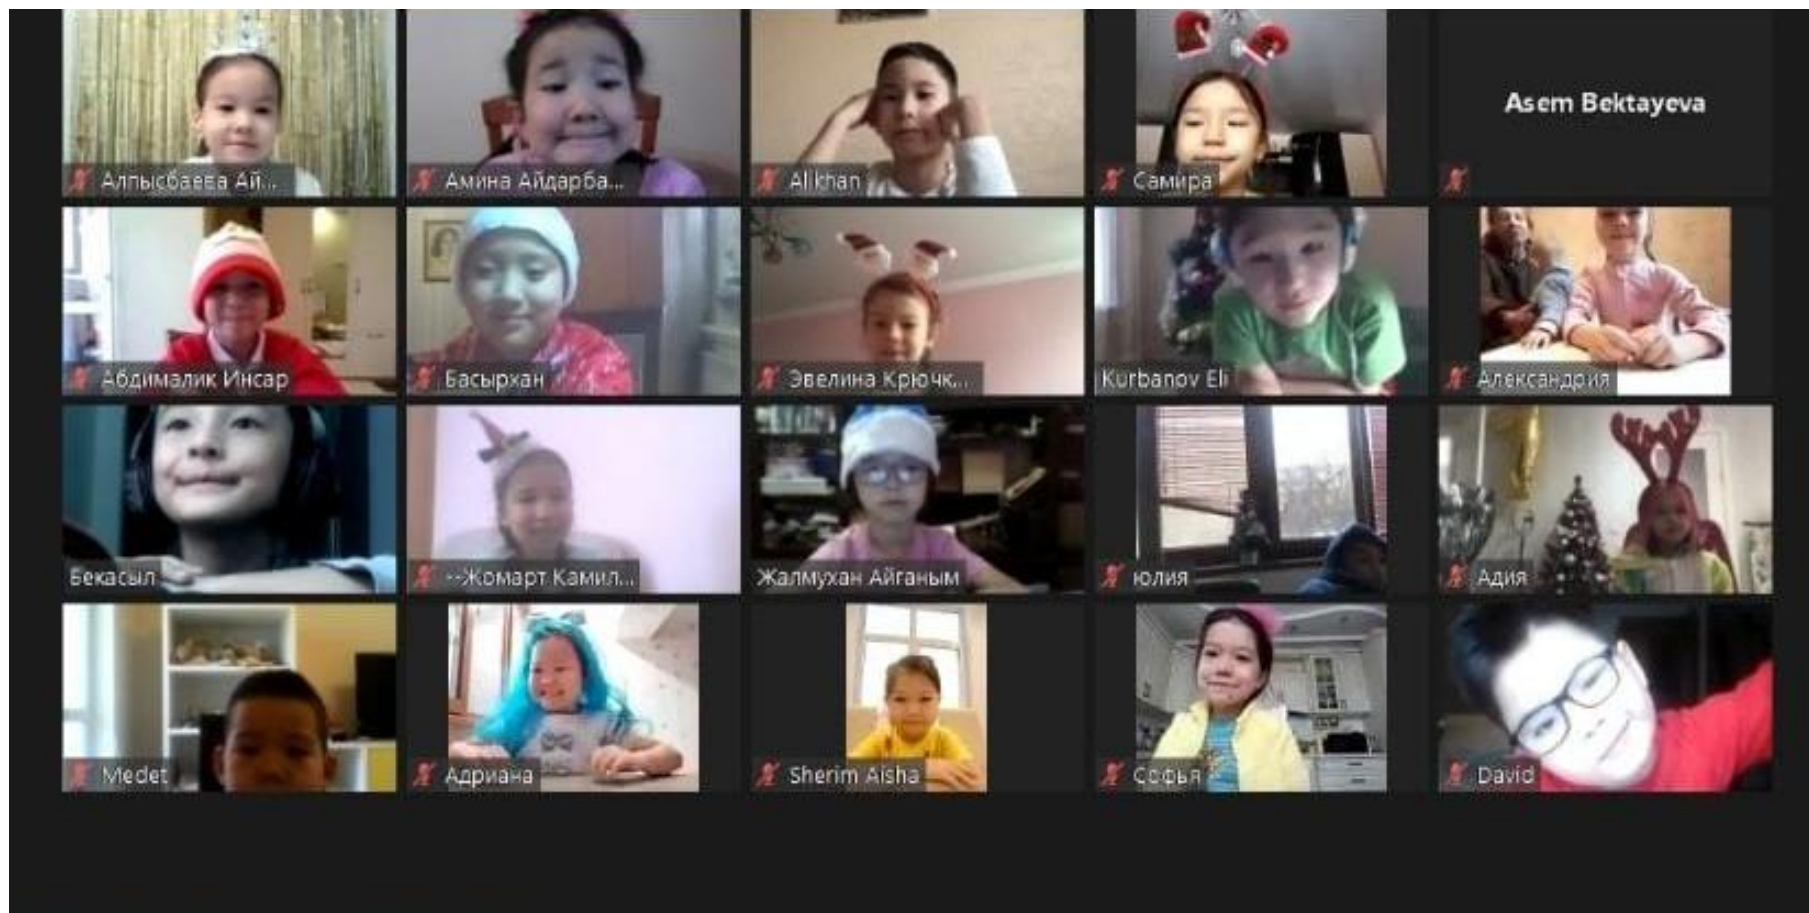 Алпысбаева Ай...
Амина Айдарба...
Alikhan
Самира
Asem Bektayeva
Абдималик Инсар
Басырхан
Эвелина Крючк...
Kurbanov Eli
Александрия
Бекасыл
--Жомарт Камил...
Жалмухан Айганым
юлия
Адия
Medet
Адриана
Sherim Aisha
Софья
David